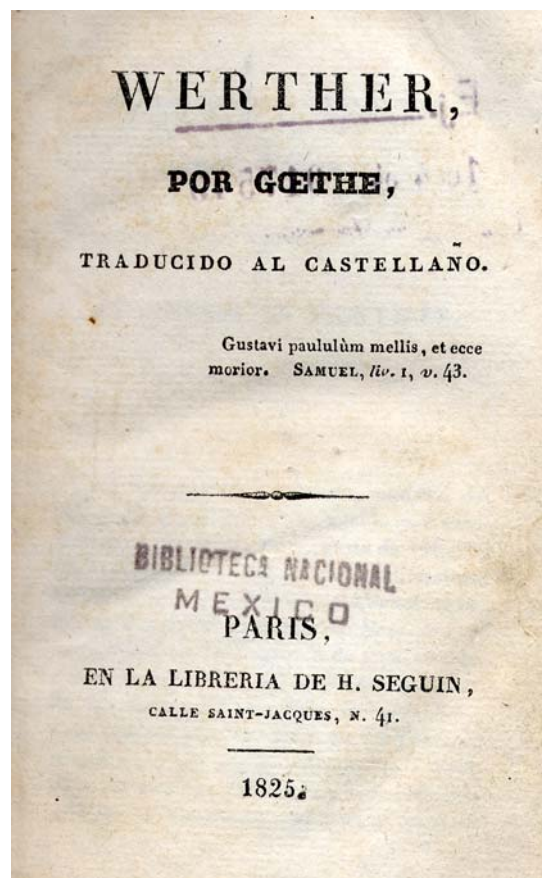 WERTHER,
POR GŒTHE,
TRADUCIDO AL CASTELLAÑO.
Gustavi paululùm mellis, et ecce
morior. SAMUEL, liv. I, v. 43.
BIBLIOTECA NACIONAL
MEXICO
PARIS,
EN LA LIBRERIA DE H. SEGUIN,
CALLE SAINT-JACQUES, N. 41.
1825.